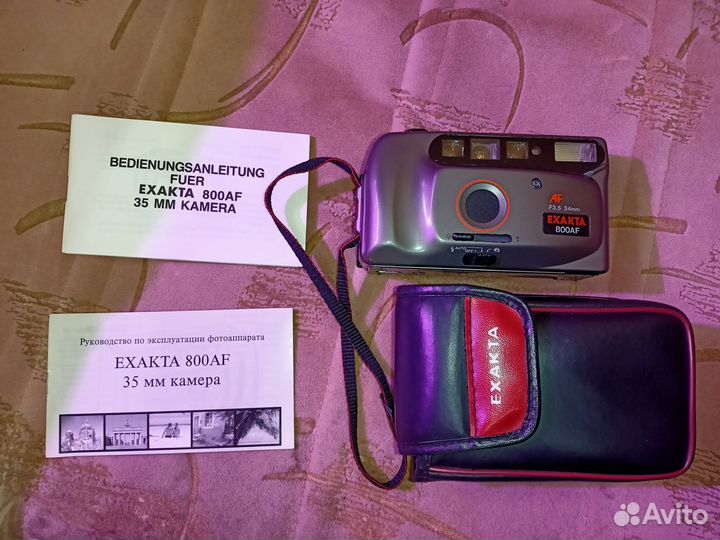 BEDIENUNGSANLEITUNG
FUER
EXAKTA 800AF
35 MM KAMERA
AF
F3.5 34mm
EXAKTA
800AF
AUTO
EXAKTA
Руководство по эксплуатации фотоаппарата
EXAKTA 800AF
35 мм камера
Avito